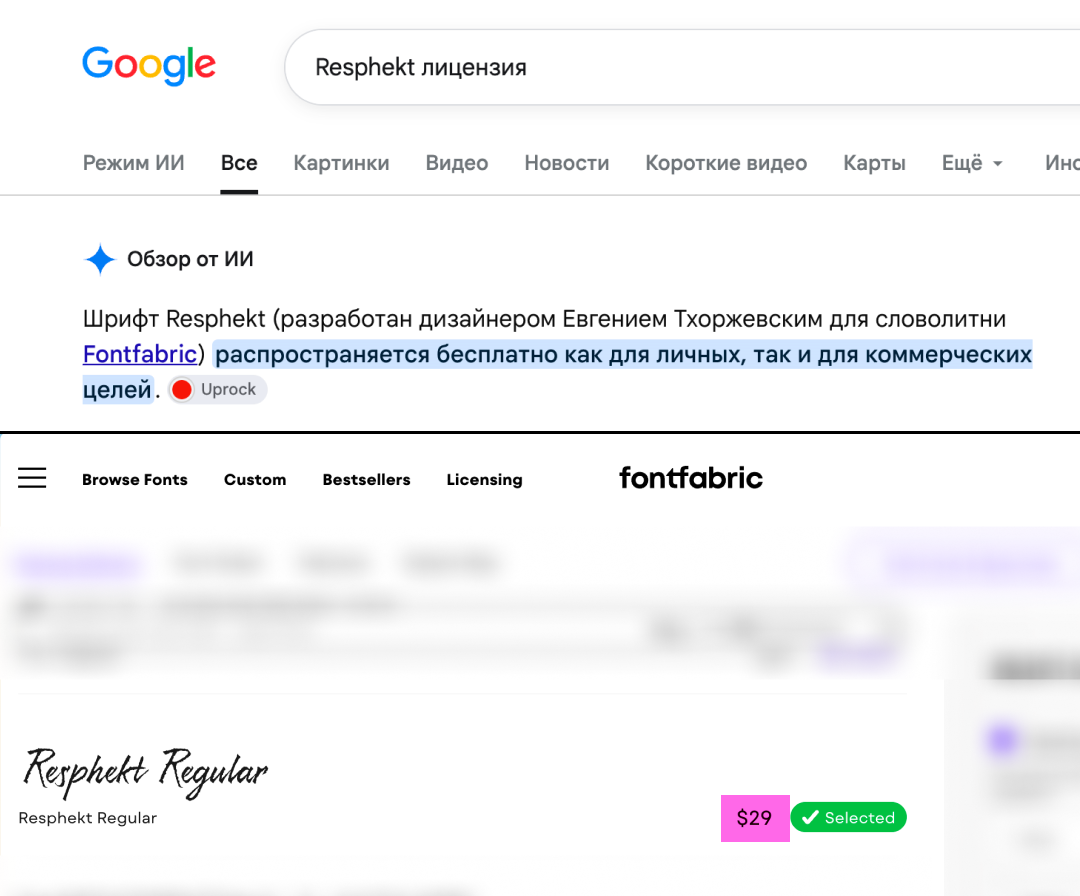 Google
Resphekt лицензия
Режим ИИ Все Картинки Видео Новости Короткие видео Карты Ещё
Обзор от ИИ
Шрифт Resphekt (разработан дизайнером Евгением Тхоржевским для словолитни
Fontfabric) распространяется бесплатно как для личных, так и для коммерческих
целей. Uprock
Browse Fonts Custom Bestsellers Licensing fontfabric
Resphekt Regular
Resphekt Regular
$29 Selected